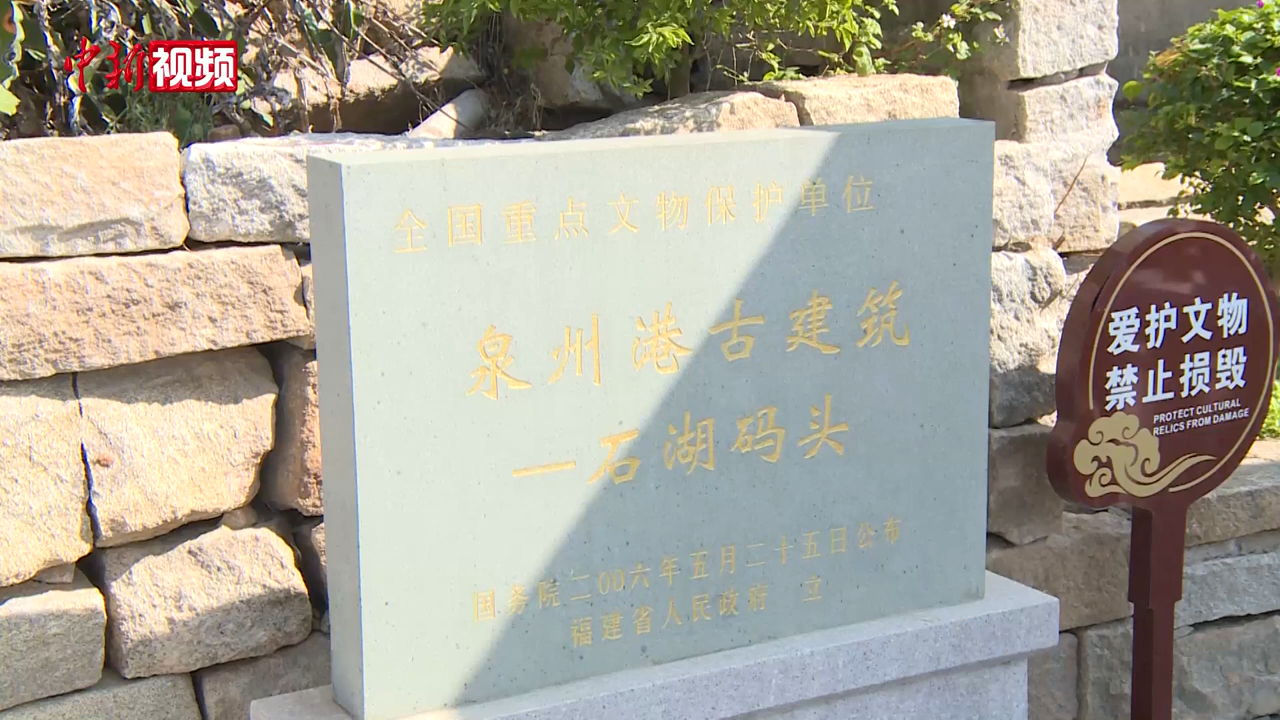 中新视频
全国重点文物保护单位
泉州港古建筑
—石湖码头
国务院二00六年五月二十五日公布
福建省人民政府 立
爱护文物
禁止损毁
PROTECT CULTURAL
RELICS FROM DAMAGE